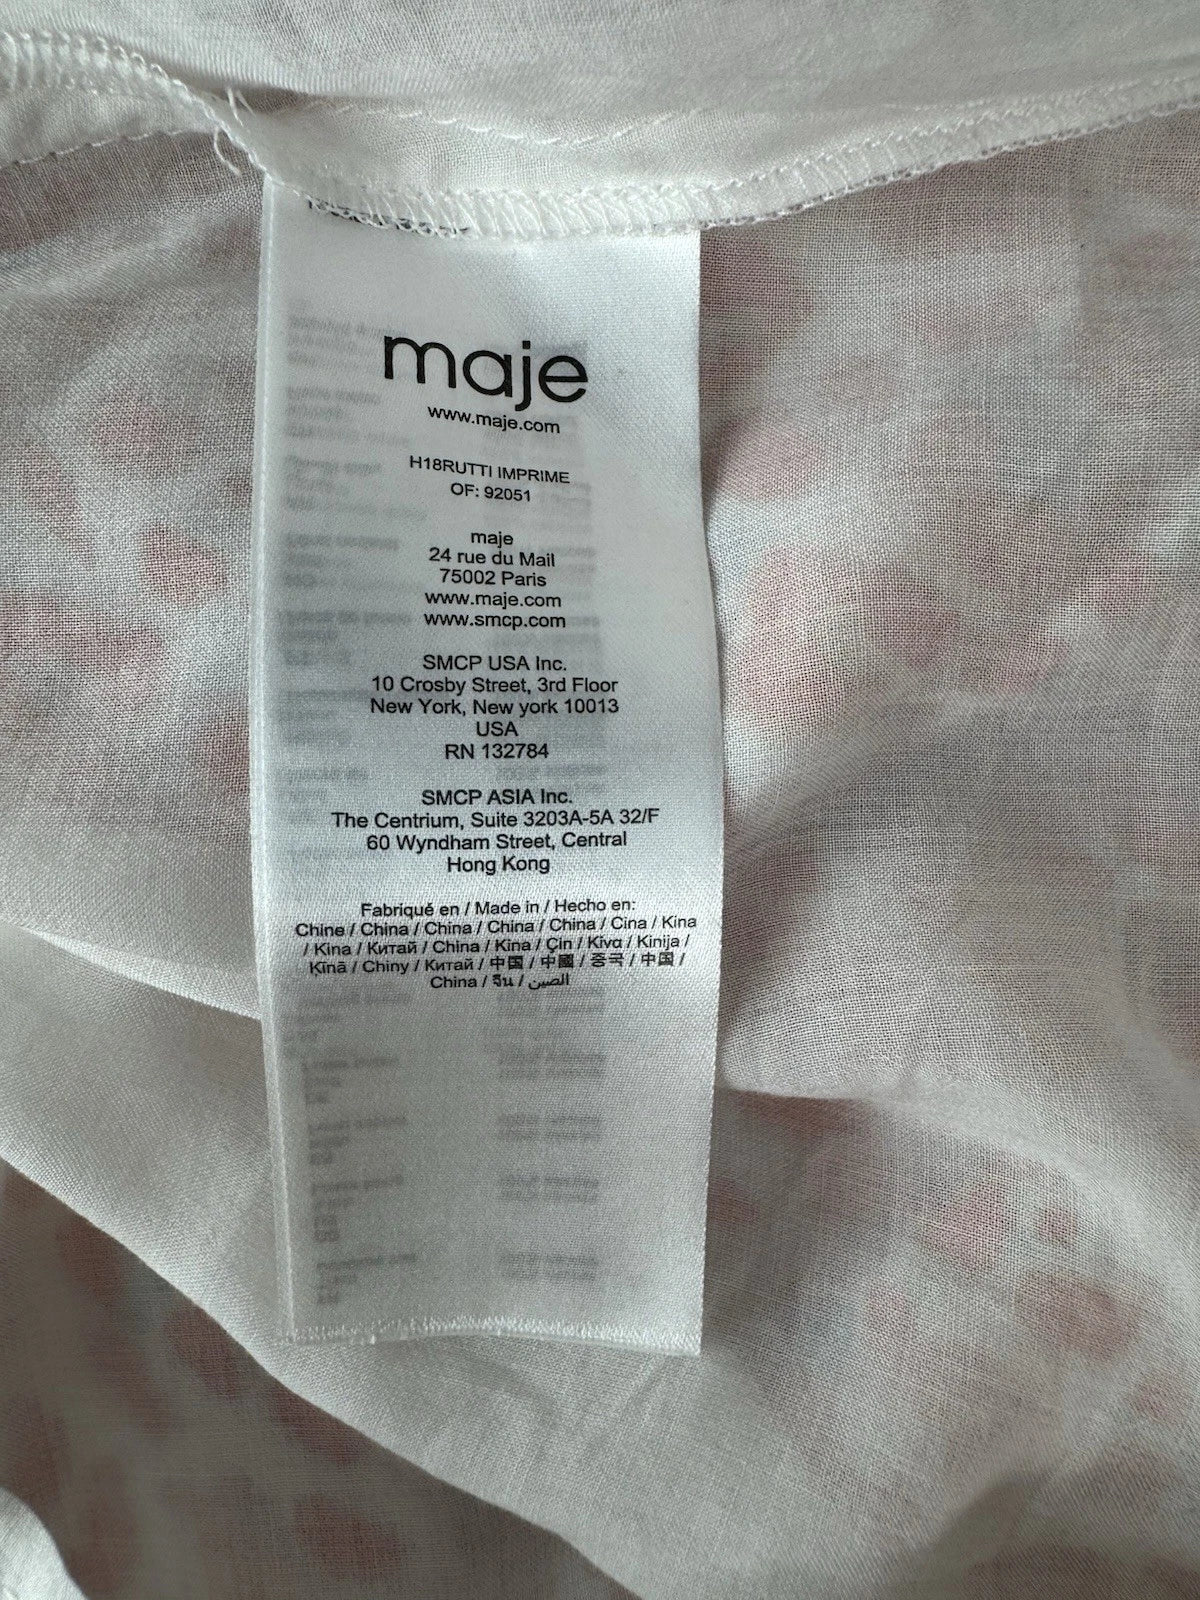 maje
www.maje.com
H18RUTTI IMPRIME
OF: 92051
maje
24 rue du Mail
75002 Paris
www.maje.com
www.smcp.com
SMCP USA Inc.
10 Crosby Street, 3rd Floor
New York, New york 10013
USA
RN 132784
SMCP ASIA Inc.
The Centrium, Suite 3203A-5A 32/F
60 Wyndham Street, Central
Hong Kong
Fabriqué en / Made in / Hecho en:
Chine / China / China / China / China / Cina / Kina
/ Kina / Китай / China / Kina / Çin / Kίνα / Kinija /
Ķīnā / Chiny / Китай / 中国 / 中國 / 중국 / 中国 /
China / จีน / الصين